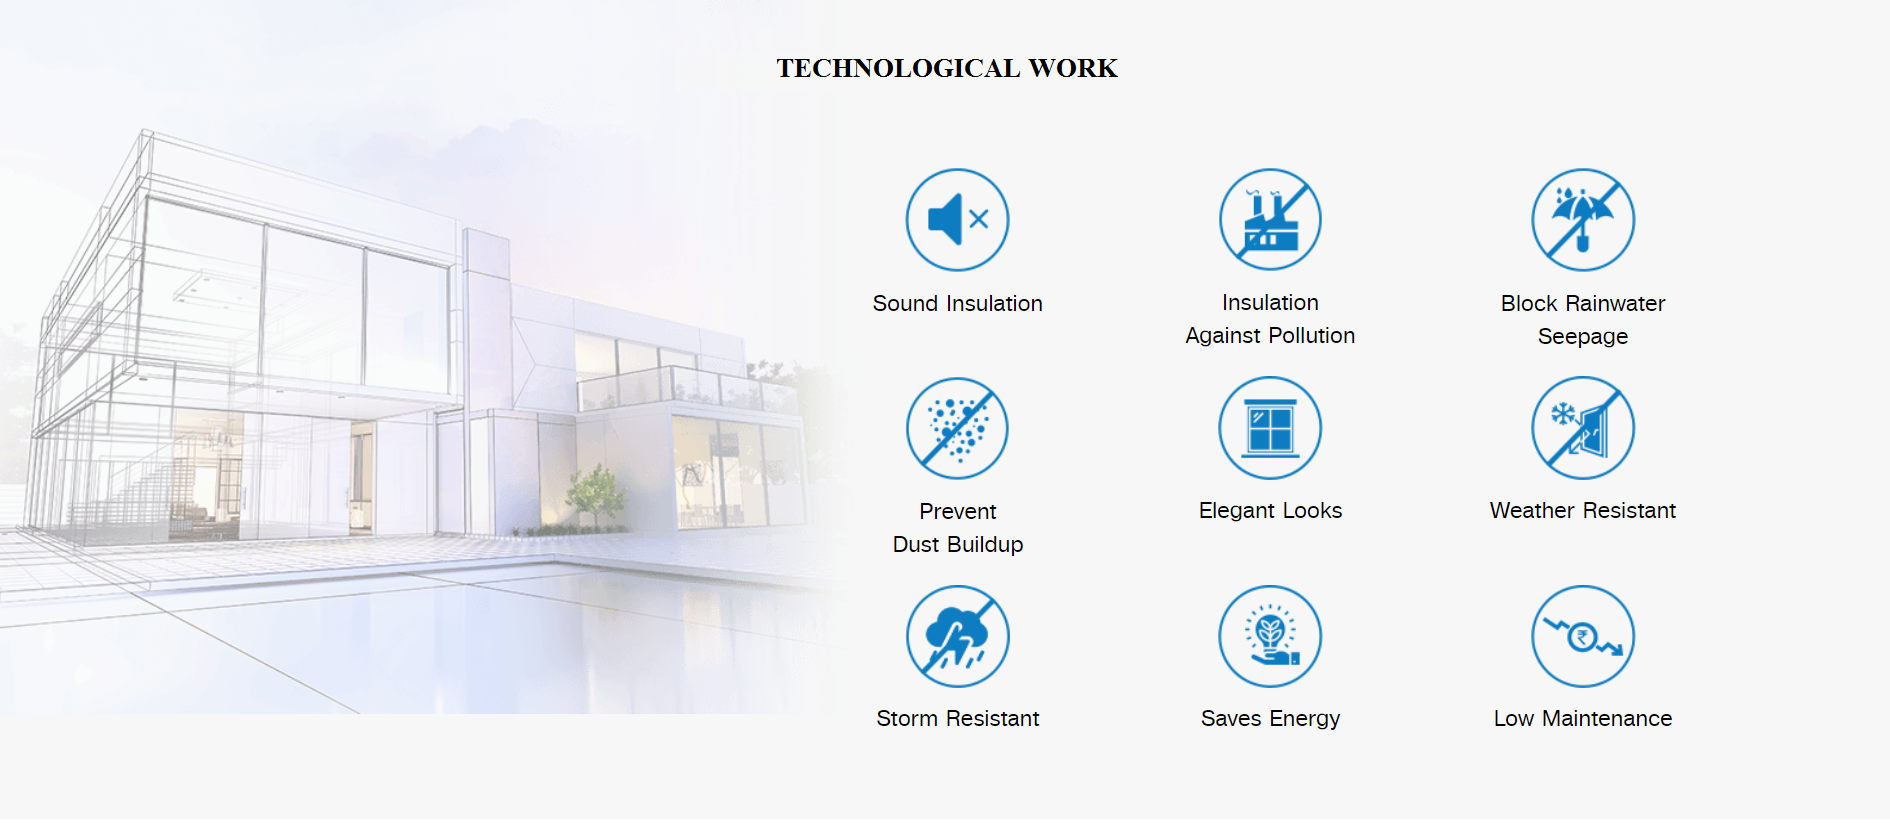 TECHNOLOGICAL WORK
Sound Insulation
Insulation
Against Pollution
Block Rainwater
Seepage
Prevent
Dust Buildup
Elegant Looks
Weather Resistant
Storm Resistant
Saves Energy
₹
Low Maintenance